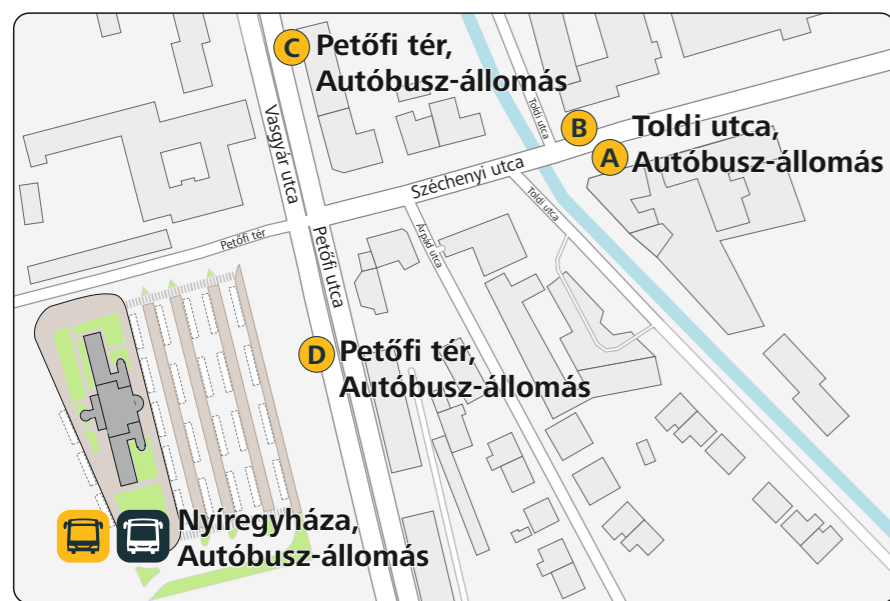 C
Petőfi tér,
Autóbusz-állomás
Vasgyár utca
Toldi utca
B
A
Toldi utca,
Autóbusz-állomás
Széchenyi utca
Toldi utca
Petőfi tér
Petőfi utca
Árpád utca
D
Petőfi tér,
Autóbusz-állomás
Nyíregyháza,
Autóbusz-állomás